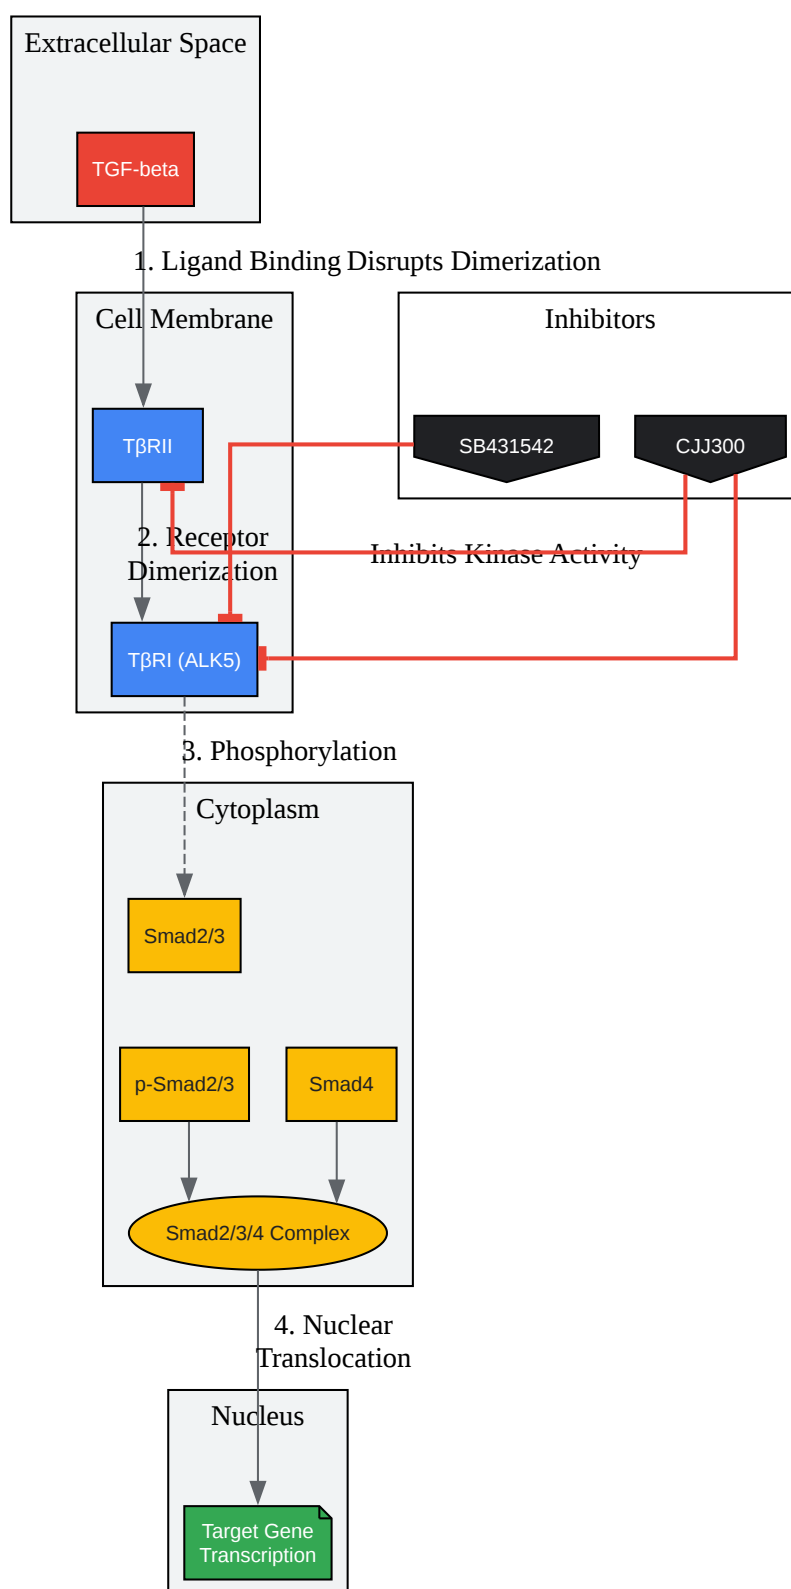 Extracellular Space
TGF-beta
1. Ligand Binding
Disrupts Dimerization
Cell Membrane
Inhibitors
TβRII
SB431542
CJJ300
2. Receptor
Dimerization
Inhibits Kinase Activity
TβRI (ALK5)
3. Phosphorylation
Cytoplasm
Smad2/3
p-Smad2/3
Smad4
Smad2/3/4 Complex
4. Nuclear
Translocation
Nucleus
Target Gene
Transcription